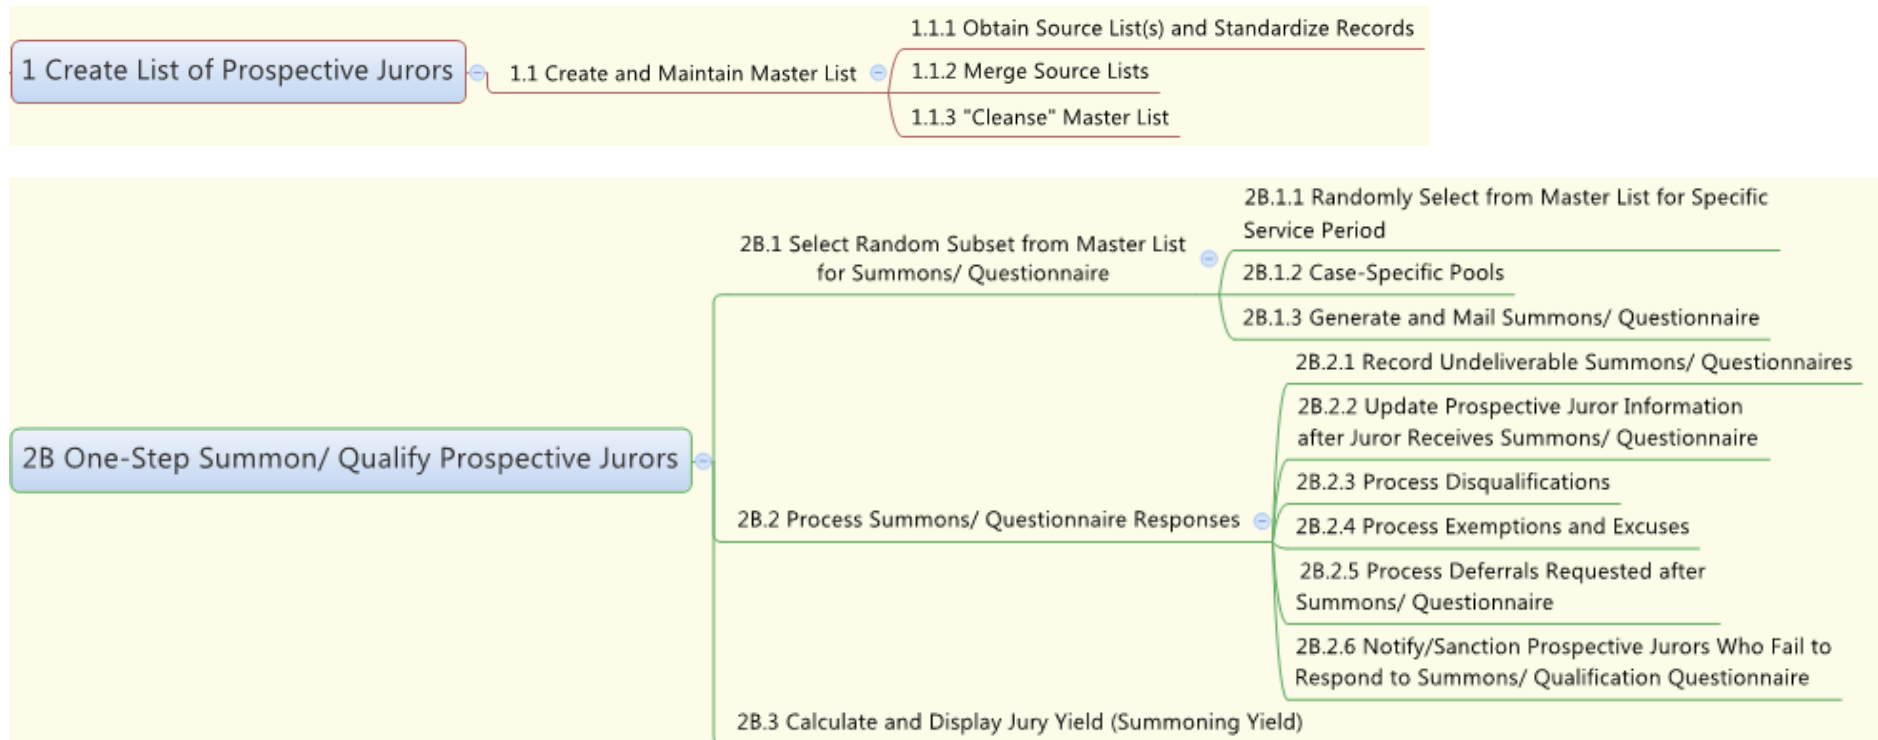 1 Create List of Prospective Jurors
1.1 Create and Maintain Master List
1.1.1 Obtain Source List(s) and Standardize Records
1.1.2 Merge Source Lists
1.1.3 "Cleanse" Master List
2B One-Step Summon/ Qualify Prospective Jurors
2B.1 Select Random Subset from Master List
for Summons/ Questionnaire
2B.1.1 Randomly Select from Master List for Specific
Service Period
2B.1.2 Case-Specific Pools
2B.1.3 Generate and Mail Summons/ Questionnaire
2B.2 Process Summons/ Questionnaire Responses
2B.2.1 Record Undeliverable Summons/ Questionnaires
2B.2.2 Update Prospective Juror Information
after Juror Receives Summons/ Questionnaire
2B.2.3 Process Disqualifications
2B.2.4 Process Exemptions and Excuses
2B.2.5 Process Deferrals Requested after
Summons/ Questionnaire
2B.2.6 Notify/Sanction Prospective Jurors Who Fail to
Respond to Summons/ Qualification Questionnaire
2B.3 Calculate and Display Jury Yield (Summoning Yield)